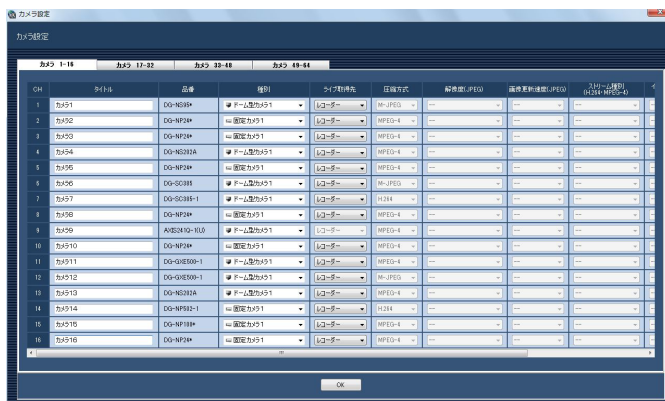 カメラ設定
カメラ設定
カメラ 1-16 カメラ 17-32 カメラ 33-48 カメラ 49-64
CH タイトル 品番 種別 ライブ取得先 圧縮方式 解像度(JPEG) 画像更新速度(JPEG) ストリーム種別(H.264・MPEG-4)
1 カメラ1 DG-NS95* ドーム型カメラ1 レコーダー M-JPEG --- --- ---
2 カメラ2 DG-NP24* 固定カメラ1 レコーダー MPEG-4 --- --- ---
3 カメラ3 DG-NP24* 固定カメラ1 レコーダー MPEG-4 --- --- ---
4 カメラ4 DG-NS202A ドーム型カメラ1 レコーダー MPEG-4 --- --- ---
5 カメラ5 DG-NP24* 固定カメラ1 レコーダー MPEG-4 --- --- ---
6 カメラ6 DG-SC385 ドーム型カメラ1 レコーダー M-JPEG --- --- ---
7 カメラ7 DG-SC385-1 ドーム型カメラ1 レコーダー H.264 --- --- ---
8 カメラ8 DG-NP24* 固定カメラ1 レコーダー MPEG-4 --- --- ---
9 カメラ9 AXIS241Q-1(U) ドーム型カメラ1 レコーダー MPEG-4 --- --- ---
10 カメラ10 DG-NP24* 固定カメラ1 レコーダー MPEG-4 --- --- ---
11 カメラ11 DG-GXE500-1 ドーム型カメラ1 レコーダー MPEG-4 --- --- ---
12 カメラ12 DG-GXE500-1 ドーム型カメラ1 レコーダー M-JPEG --- --- ---
13 カメラ13 DG-NS202A ドーム型カメラ1 レコーダー MPEG-4 --- --- ---
14 カメラ14 DG-NP502-1 固定カメラ1 レコーダー H.264 --- --- ---
15 カメラ15 DG-NP100* 固定カメラ1 レコーダー MPEG-4 --- --- ---
16 カメラ16 DG-NP24* 固定カメラ1 レコーダー MPEG-4 --- --- ---
OK